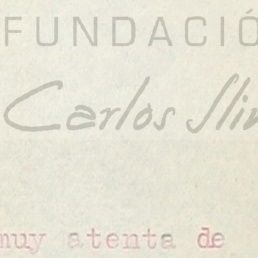 FUNDACIÓ
Carlos Sli
muy atenta de